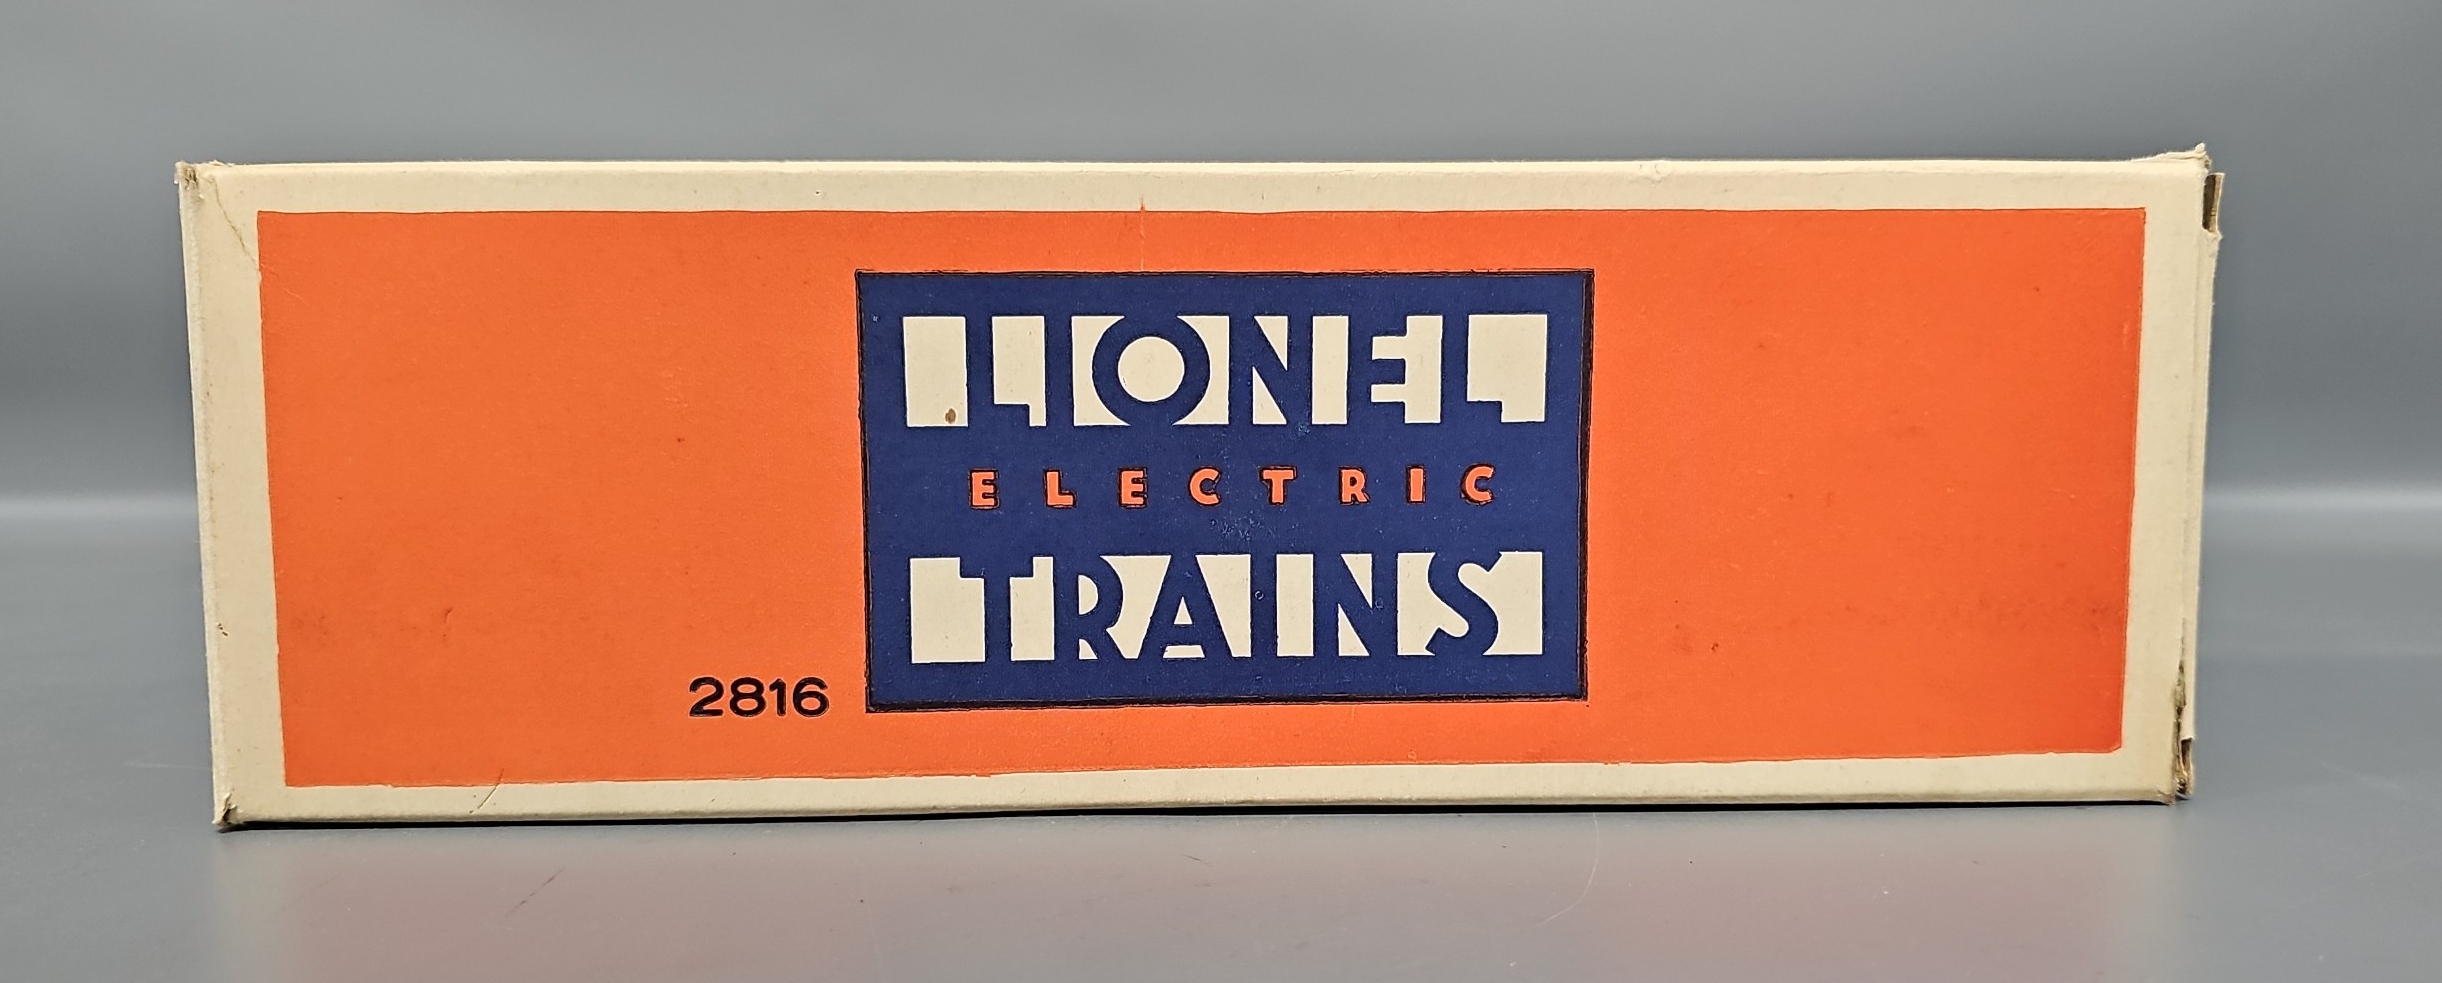 LIONEL
ELECTRIC
TRAINS
2816